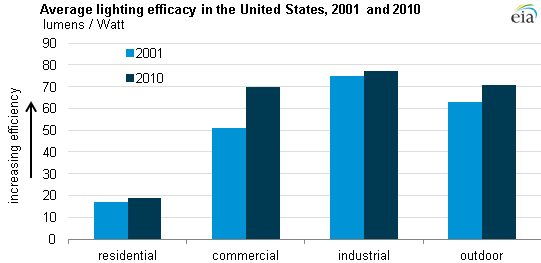 Average lighting efficacy in the United States, 2001 and 2010
lumens / Watt
eia
90
80
70
60
50
40
30
20
10
0
increasing efficiency
2001
2010
residential
commercial
industrial
outdoor